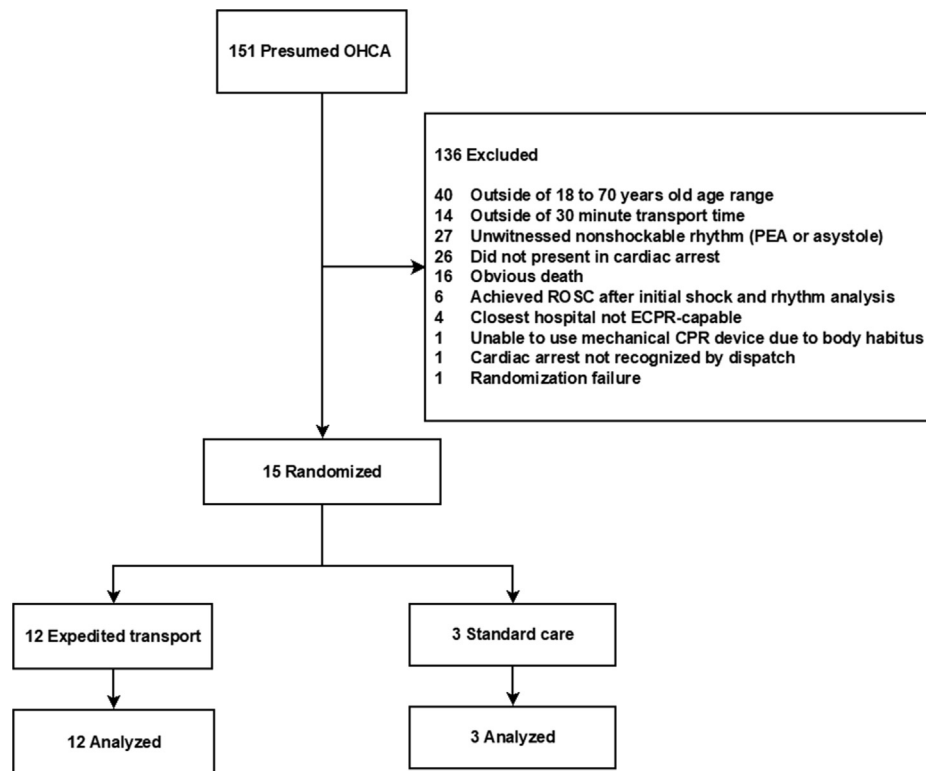 151 Presumed OHCA
136 Excluded
40 Outside of 18 to 70 years old age range
14 Outside of 30 minute transport time
27 Unwitnessed nonshockable rhythm (PEA or asystole)
26 Did not present in cardiac arrest
16 Obvious death
6 Achieved ROSC after initial shock and rhythm analysis
4 Closest hospital not ECPR-capable
1 Unable to use mechanical CPR device due to body habitus
1 Cardiac arrest not recognized by dispatch
1 Randomization failure
15 Randomized
12 Expedited transport
3 Standard care
12 Analyzed
3 Analyzed